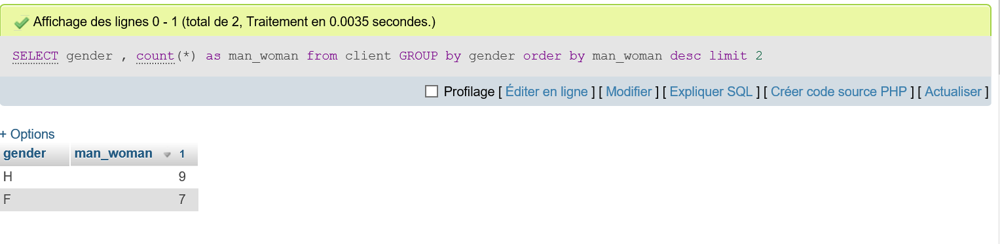 Affichage des lignes 0 - 1 (total de 2, Traitement en 0.0035 secondes.)
SELECT gender , count(*) as man_woman from client GROUP by gender order by man_woman desc limit 2
Profilage [ Éditer en ligne ] [ Modifier ] [ Expliquer SQL ] [ Créer code source PHP ] [ Actualiser ]
+ Options
gender man_woman 1
H 9
F 7